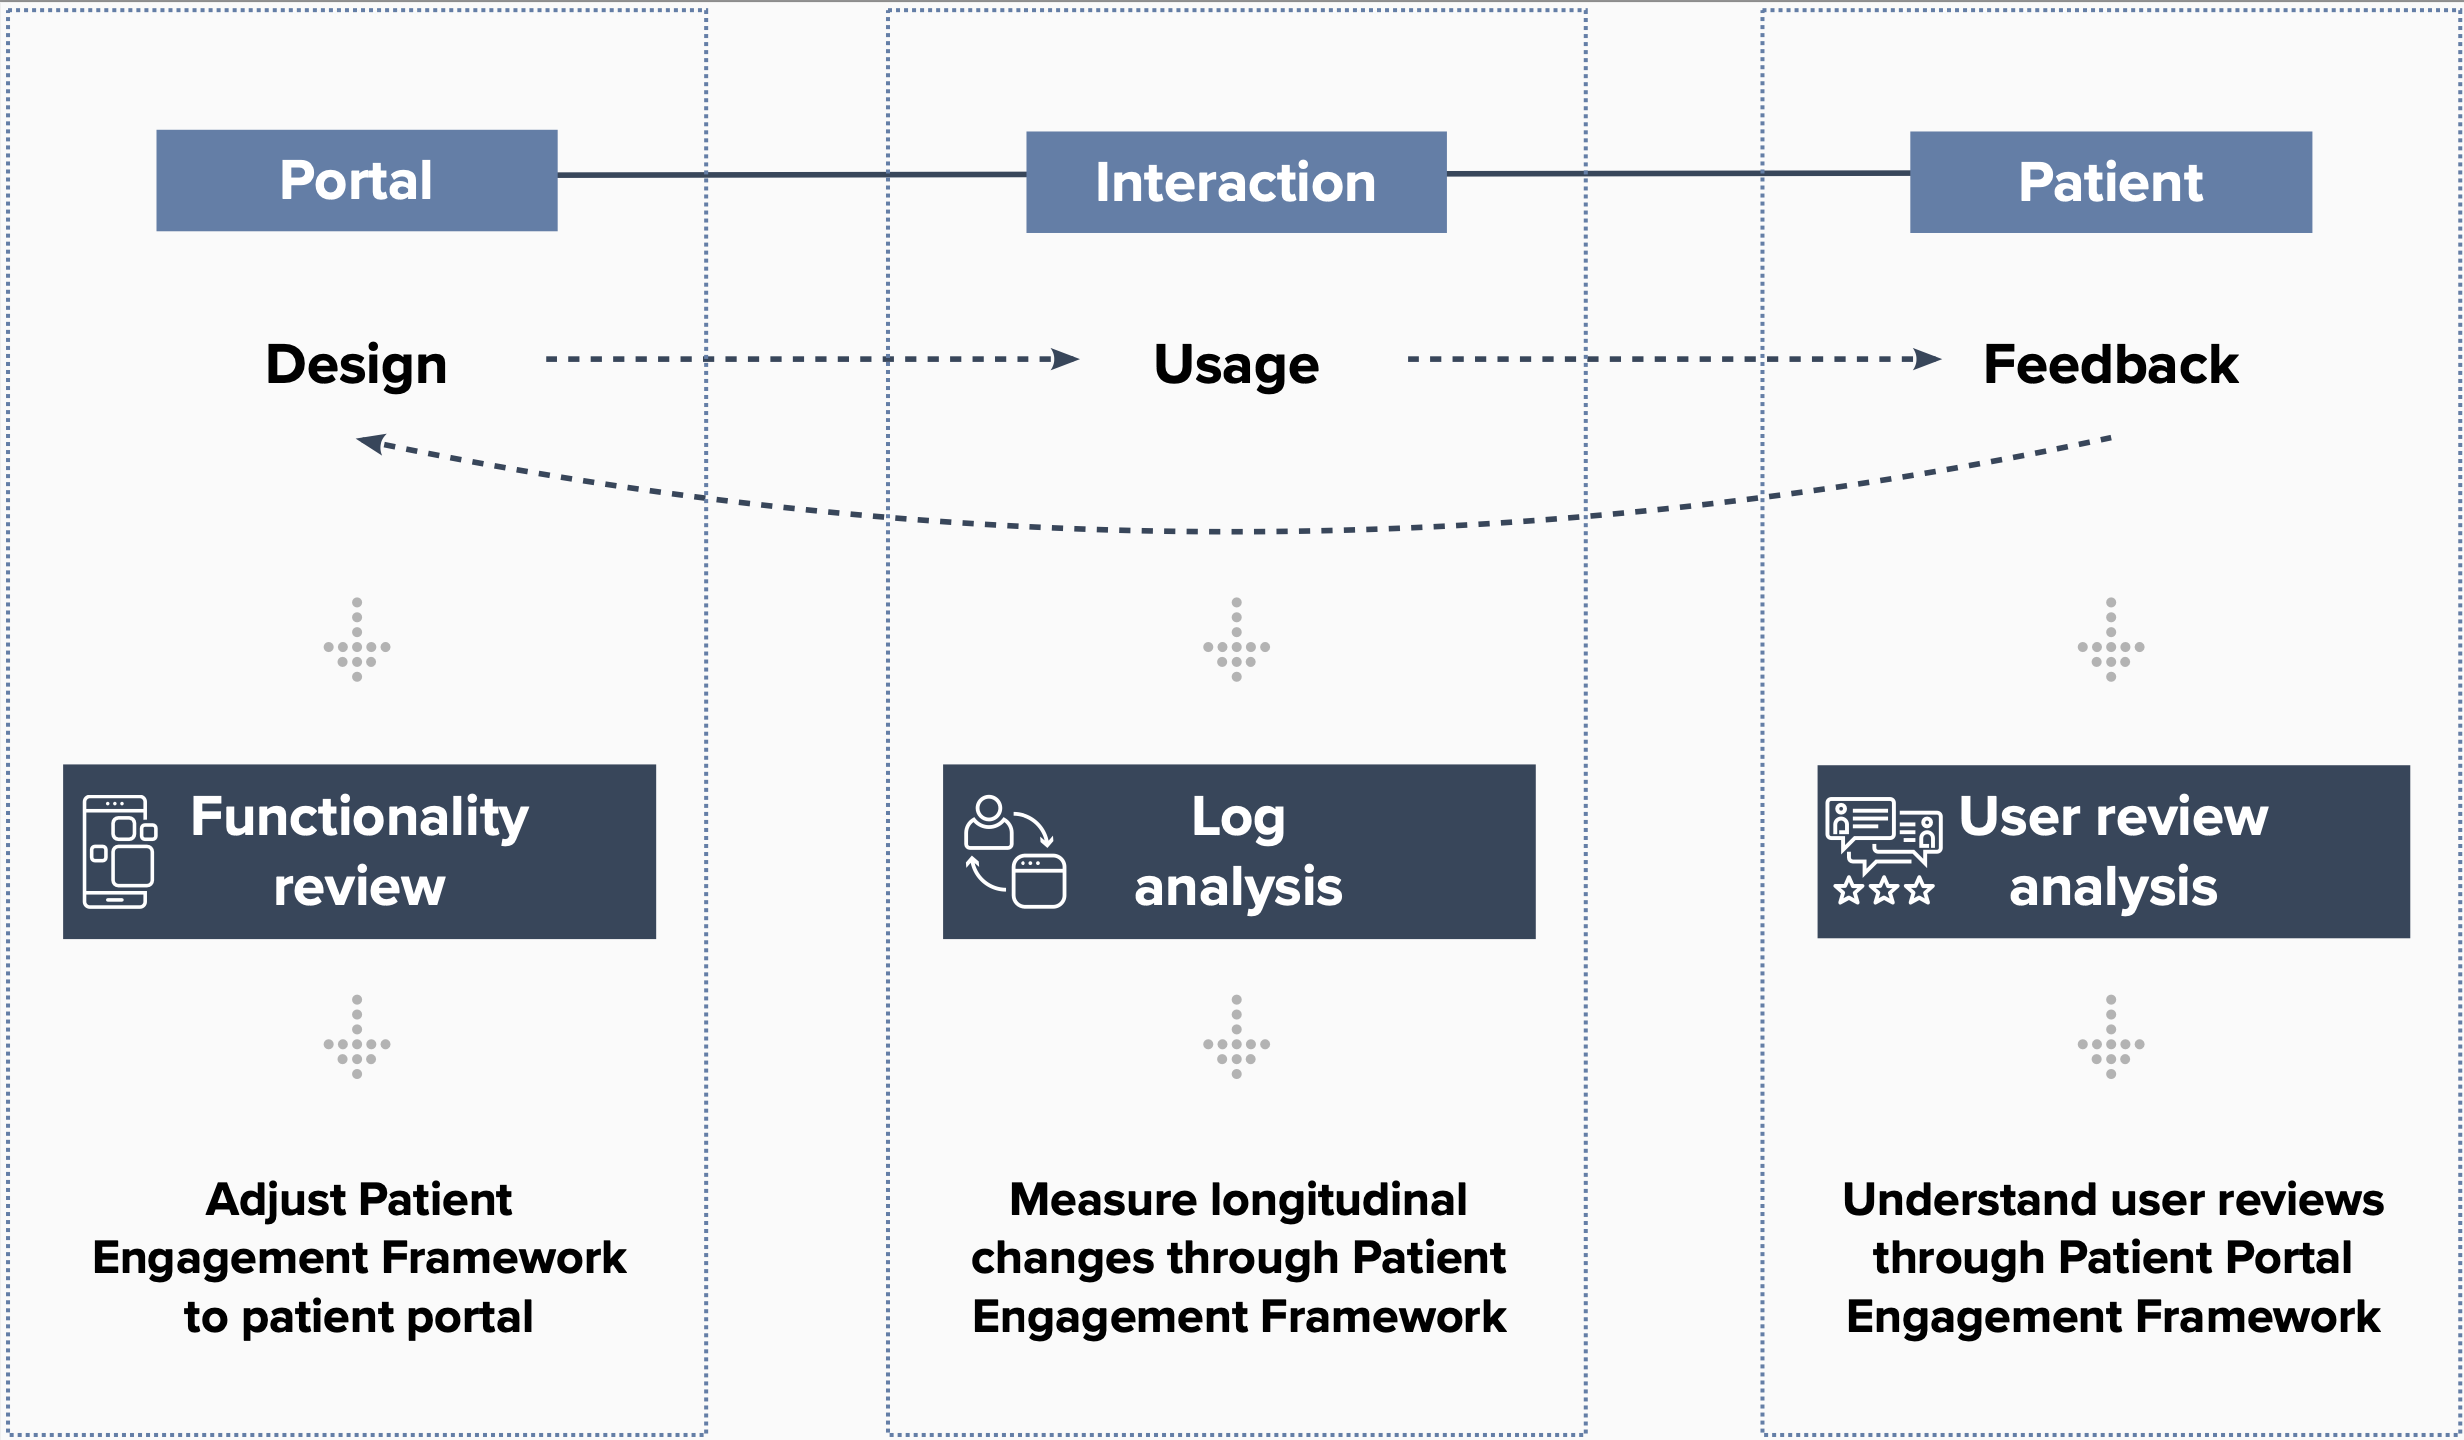 Portal
Interaction
Patient
Design
Usage
Feedback
Functionality
review
Log
analysis
User review
analysis
Adjust Patient
Engagement Framework
to patient portal
Measure longitudinal
changes through Patient
Engagement Framework
Understand user reviews
through Patient Portal
Engagement Framework